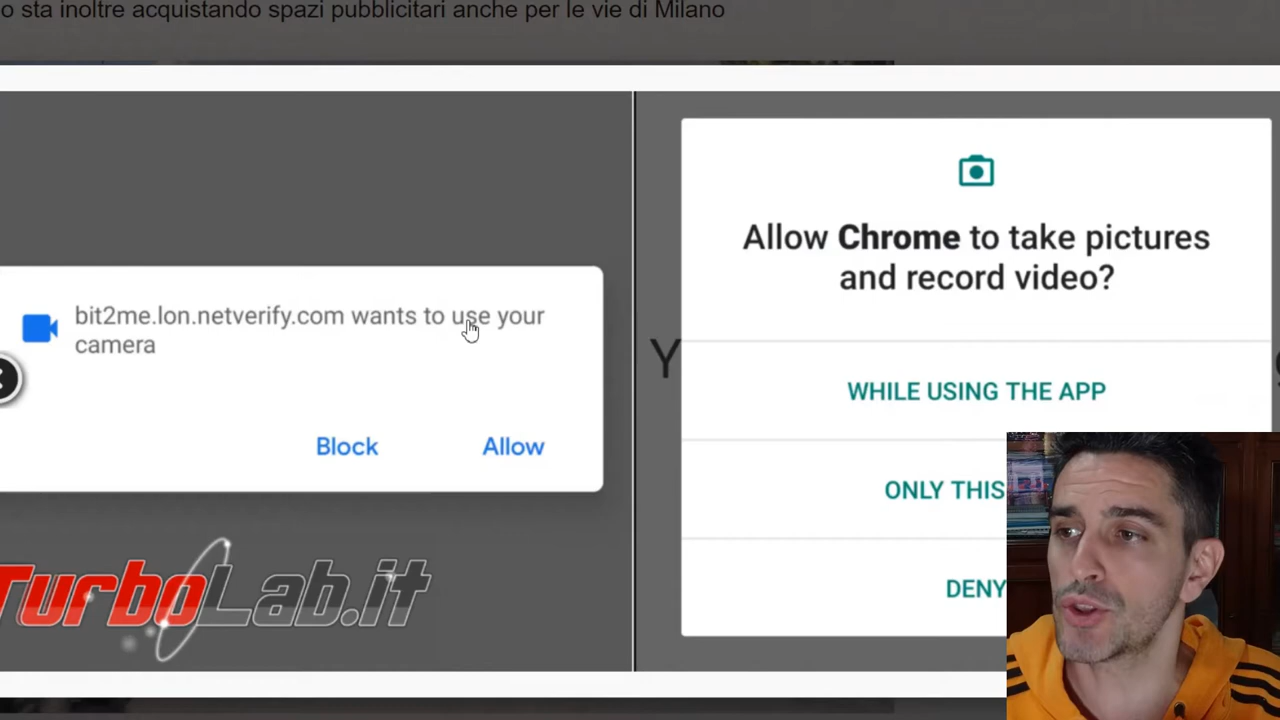 o sta inoltre acquistando spazi pubblicitari anche per le vie di Milano
bit2me.lon.netverify.com wants to use your
camera
Block
Allow
TurboLab.it
Allow Chrome to take pictures
and record video?
Y
WHILE USING THE APP
ONLY THIS
DENY